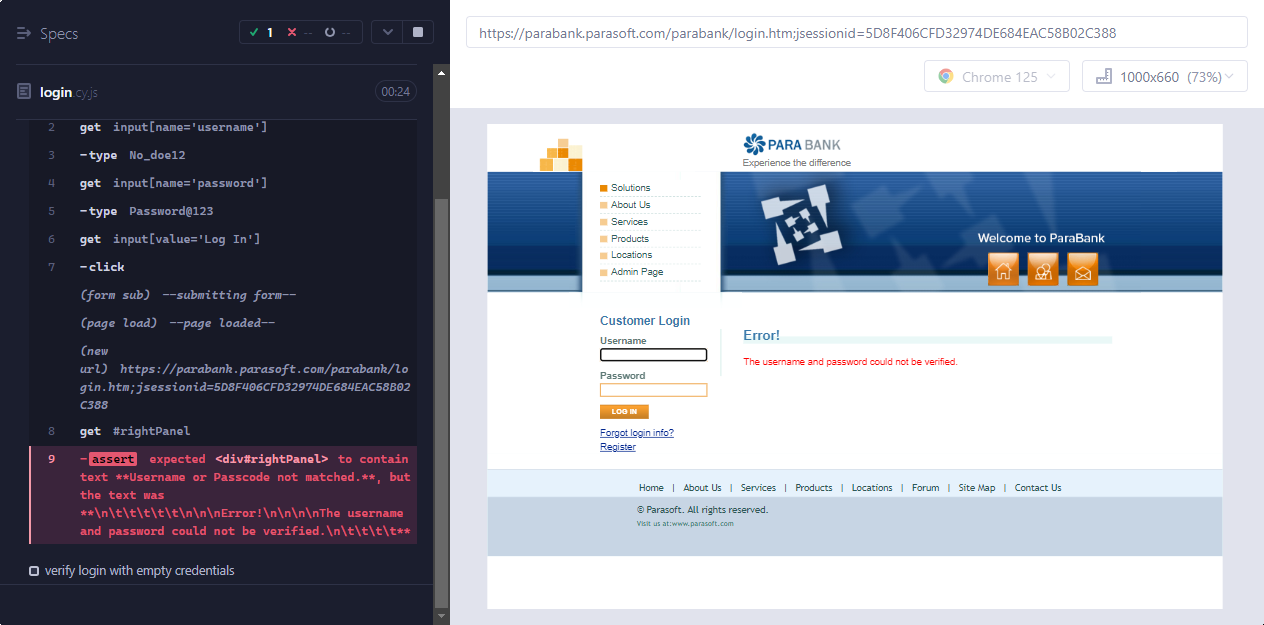 Specs
1 -- --
login.cy.js
00:24
2 get input[name='username']
3 -type No_doe12
4 get input[name='password']
5 -type Password@123
6 get input[value='Log In']
7 -click
(form sub) --submitting form--
(page load) --page loaded--
(new
url) https://parabank.parasoft.com/parabank/lo
gin.htm;jsessionid=5D8F406CFD32974DE684EAC58B02
C388
8 get #rightPanel
9 -assert expected <div#rightPanel> to contain
text **Username or Passcode not matched.**, but
the text was
**\n\t\t\t\t\t\n\n\nError!\n\n\n\nThe username
and password could not be verified.\n\t\t\t\t**
verify login with empty credentials
https://parabank.parasoft.com/parabank/login.htm;jsessionid=5D8F406CFD32974DE684EAC58B02C388
Chrome 125
1000x660 (73%)
PARA BANK
Experience the difference
Solutions
About Us
Services
Products
Locations
Admin Page
Welcome to ParaBank
Customer Login
Username
Password
LOG IN
Forgot login info?
Register
Error!
The username and password could not be verified.
Home | About Us | Services | Products | Locations | Forum | Site Map | Contact Us
© Parasoft. All rights reserved.
Visit us at:www.parasoft.com